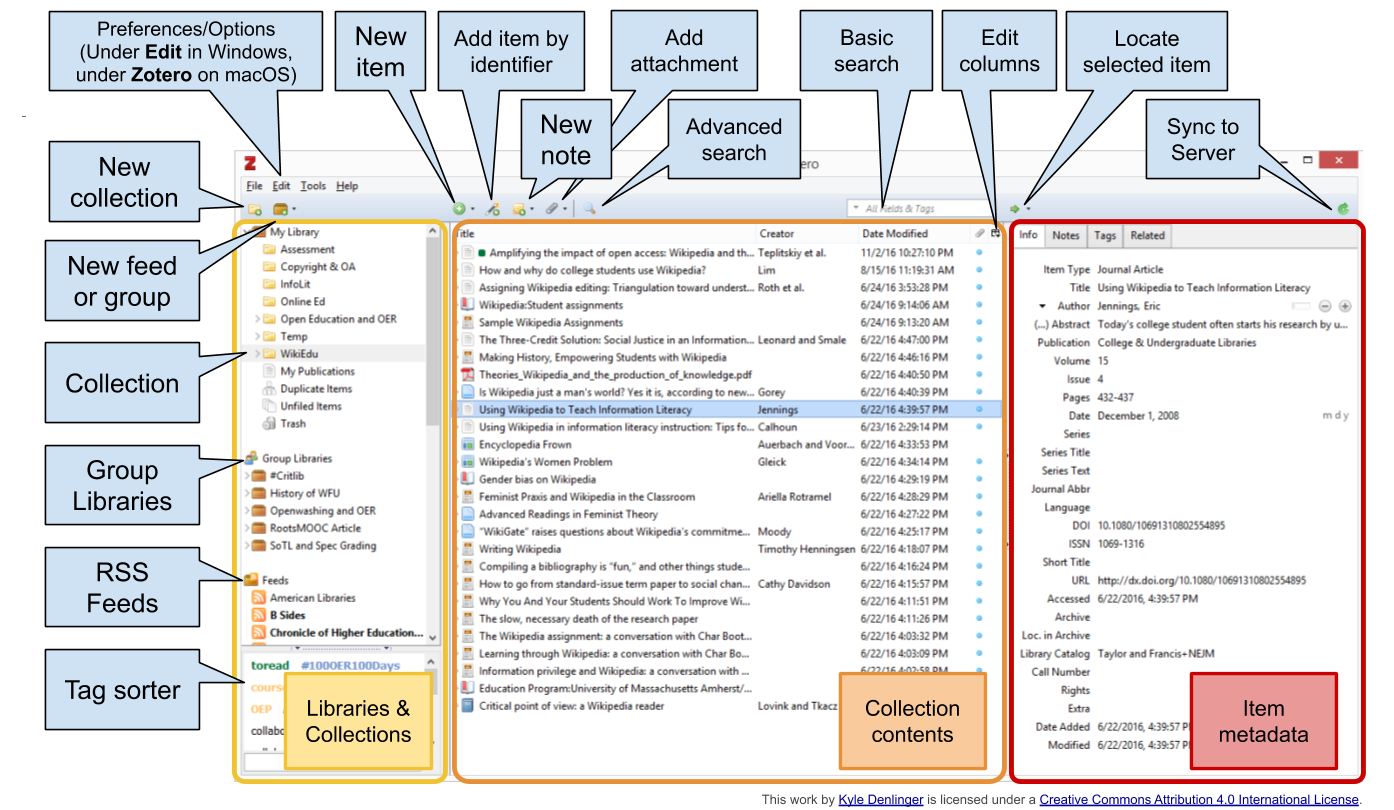 Preferences/Options
(Under Edit in Windows,
under Zotero on macOS)
New
item
Add item by
identifier
Add
attachment
Basic
search
Edit
columns
Locate
selected item
New
collection
New
note
Advanced
search
Sync to
Server
New feed
or group
Collection
Group
Libraries
RSS
Feeds
Tag sorter
Z
ero
File Edit Tools Help
All Fields & Tags
My Library
Assessment
Copyright & OA
InfoLit
Online Ed
Open Education and OER
Temp
WikiEdu
My Publications
Duplicate Items
Unfiled Items
Trash
Group Libraries
#Critlib
History of WFU
Openwashing and OER
RootsMOOC Article
SoTL and Spec Grading
Feeds
American Libraries
B Sides
Chronicle of Higher Education...
toread #100OER100Days
cours
OEP
collabo
Libraries &
Collections
itle Creator Date Modified
Amplifying the impact of open access: Wikipedia and th... Teplitskiy et al. 11/2/16 10:27:10 PM
How and why do college students use Wikipedia? Lim 8/15/16 11:19:31 AM
Assigning Wikipedia editing: Triangulation toward underst... Roth et al. 6/24/16 3:53:28 PM
Wikipedia:Student assignments 6/24/16 9:14:06 AM
Sample Wikipedia Assignments 6/24/16 9:13:20 AM
The Three-Credit Solution: Social Justice in an Information... Leonard and Smale 6/22/16 4:47:00 PM
Making History, Empowering Students with Wikipedia 6/22/16 4:46:16 PM
Theories_Wikipedia_and_the_production_of_knowledge.pdf 6/22/16 4:40:50 PM
Is Wikipedia just a man's world? Yes it is, according to new... Gorey 6/22/16 4:40:39 PM
Using Wikipedia to Teach Information Literacy Jennings 6/22/16 4:39:57 PM
Using Wikipedia in information literacy instruction: Tips fo... Calhoun 6/23/16 2:29:14 PM
Encyclopedia Frown Auerbach and Voor... 6/22/16 4:33:53 PM
Wikipedia's Women Problem Gleick 6/22/16 4:34:14 PM
Gender bias on Wikipedia 6/22/16 4:29:19 PM
Feminist Praxis and Wikipedia in the Classroom Ariella Rotramel 6/22/16 4:28:29 PM
Advanced Readings in Feminist Theory 6/22/16 4:27:22 PM
"WikiGate" raises questions about Wikipedia's commitme... Moody 6/22/16 4:25:17 PM
Writing Wikipedia Timothy Henningsen 6/22/16 4:18:07 PM
Compiling a bibliography is "fun," and other things stude... 6/22/16 4:16:24 PM
How to go from standard-issue term paper to social chan... Cathy Davidson 6/22/16 4:15:57 PM
Why You And Your Students Should Work To Improve Wi... 6/22/16 4:11:51 PM
The slow, necessary death of the research paper 6/22/16 4:11:26 PM
The Wikipedia assignment: a conversation with Char Boot... 6/22/16 4:03:32 PM
Learning through Wikipedia: a conversation with Char Bo... 6/22/16 4:03:09 PM
Information privilege and Wikipedia: a conversation with ... 6/22/16 4:02:58 PM
Education Program:University of Massachusetts Amherst/...
Critical point of view: a Wikipedia reader Lovink and Tkacz
Collection
contents
Info Notes Tags Related
Item Type Journal Article
Title Using Wikipedia to Teach Information Literacy
Author Jennings, Eric
(...) Abstract Today's college student often starts his research by u...
Publication College & Undergraduate Libraries
Volume 15
Issue 4
Pages 432-437
Date December 1, 2008 m d y
Series
Series Title
Series Text
Journal Abbr
Language
DOI 10.1080/10691310802554895
ISSN 1069-1316
Short Title
URL http://dx.doi.org/10.1080/10691310802554895
Accessed 6/22/2016, 4:39:57 PM
Archive
Loc. in Archive
Library Catalog Taylor and Francis+NEJM
Call Number
Rights
Extra
Date Added 6/22/2016, 4:39:57 P
Modified 6/22/2016, 4:39:57 P
Item
metadata
This work by Kyle Denlinger is licensed under a Creative Commons Attribution 4.0 International License.